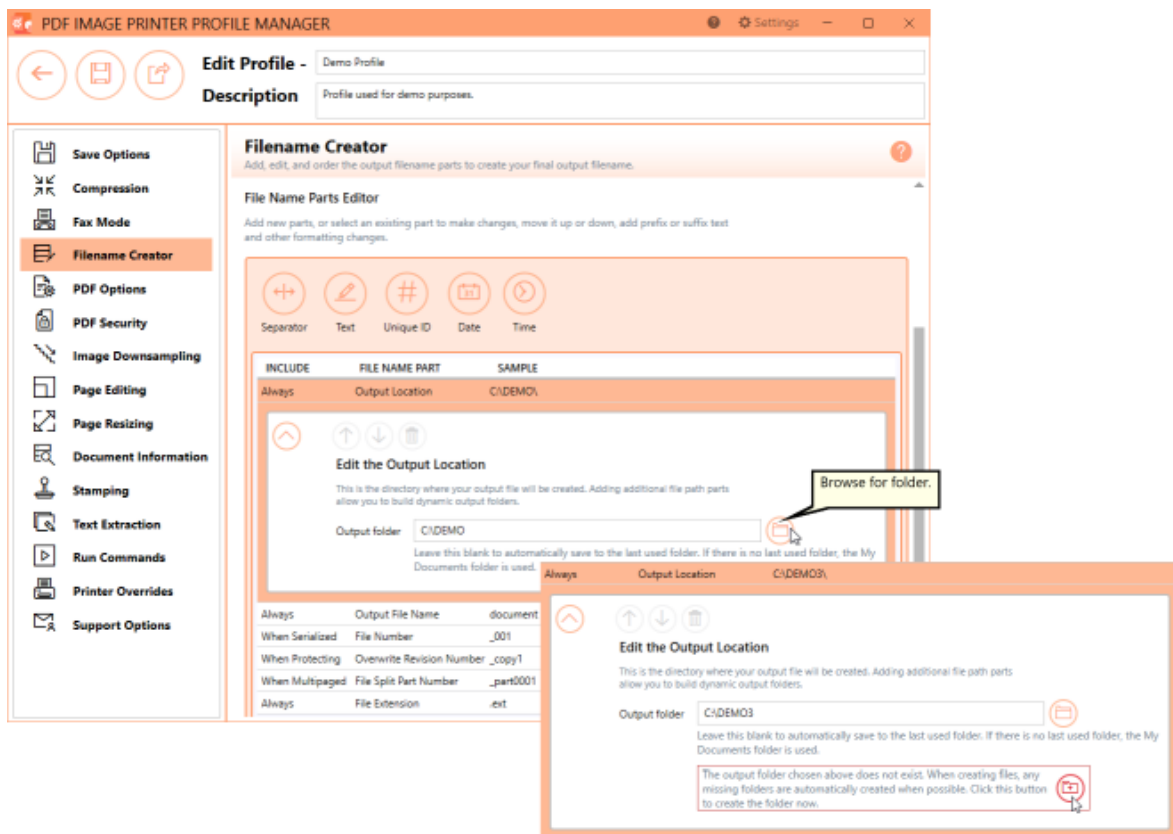 PDF IMAGE PRINTER PROFILE MANAGER
Settings
Edit Profile - Demo Profile
Description Profile used for demo purposes.
Save Options
Compression
Fax Mode
Filename Creator
PDF Options
PDF Security
Image Downsampling
Page Editing
Page Resizing
Document Information
Stamping
Text Extraction
Run Commands
Printer Overrides
Support Options
Filename Creator
Add, edit, and order the output filename parts to create your final output filename.
File Name Parts Editor
Add new parts, or select an existing part to make changes, move it up or down, add prefix or suffix text
and other formatting changes.
Separator Text Unique ID Date Time
INCLUDE FILE NAME PART SAMPLE
Always Output Location C:\DEMO\
Edit the Output Location
This is the directory where your output file will be created. Adding additional file path parts
allow you to build dynamic output folders.
Browse for folder.
Output folder C:\DEMO
Leave this blank to automatically save to the last used folder. If there is no last used folder, the My
Documents folder is used.
Always Output File Name document
When Serialized File Number _001
When Protecting Overwrite Revision Number _copy1
When Multipaged File Split Part Number _part0001
Always File Extension .ext
Always Output Location C:\DEMO3\
Edit the Output Location
This is the directory where your output file will be created. Adding additional file path parts
allow you to build dynamic output folders.
Output folder C:\DEMO3
Leave this blank to automatically save to the last used folder. If there is no last used folder, the My
Documents folder is used.
The output folder chosen above does not exist. When creating files, any
missing folders are automatically created when possible. Click this button
to create the folder now.